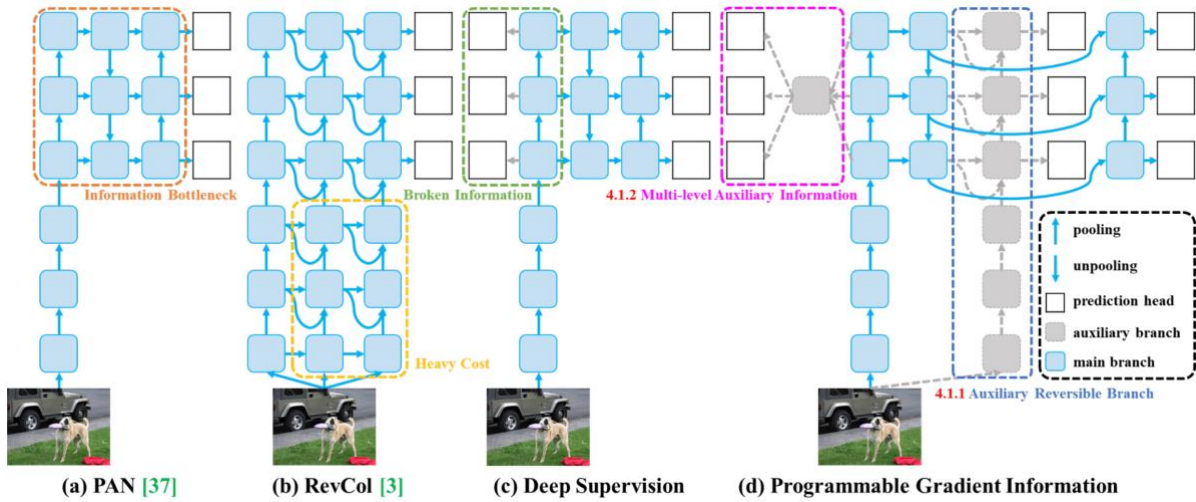 Information Bottleneck
Broken Information
4.1.2 Multi-level Auxiliary Information
pooling
unpooling
prediction head
auxiliary branch
main branch
Heavy Cost
4.1.1 Auxiliary Reversible Branch
(a) PAN [37]
(b) RevCol [3]
(c) Deep Supervision
(d) Programmable Gradient Information